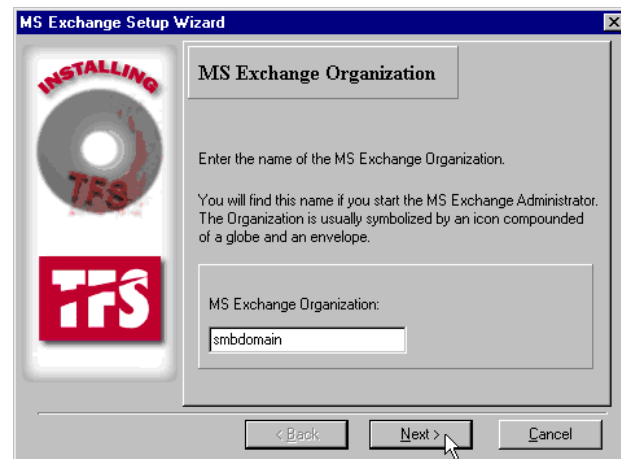 MS Exchange Setup Wizard
INSTALLING
TFS
TFS
MS Exchange Organization
Enter the name of the MS Exchange Organization.
You will find this name if you start the MS Exchange Administrator.
The Organization is usually symbolized by an icon compounded
of a globe and an envelope.
MS Exchange Organization:
smbdomain
< Back
Next >
Cancel